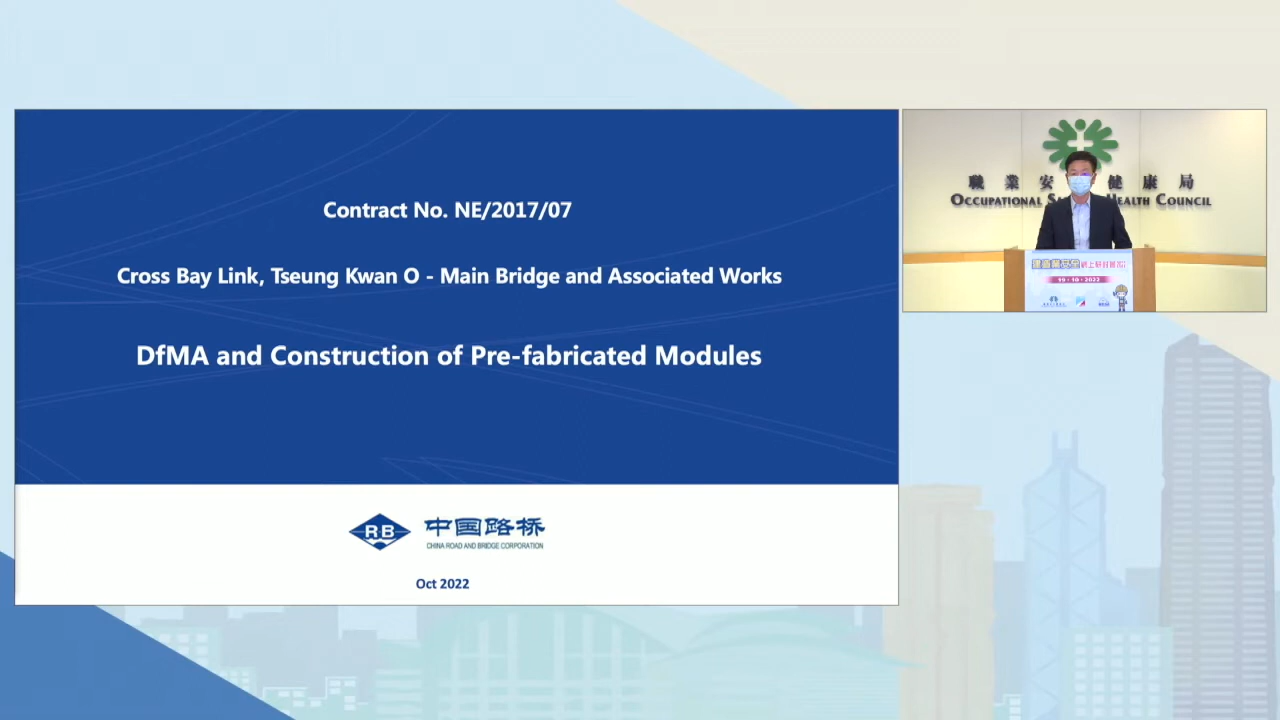 Contract No. NE/2017/07
Cross Bay Link, Tseung Kwan O - Main Bridge and Associated Works
DfMA and Construction of Pre-fabricated Modules
RB
中国路桥
CHINA ROAD AND BRIDGE CORPORATION
Oct 2022
職業安 健康局
OCCUPATIONAL S HEALTH COUNCIL
19 · 10 · 2022